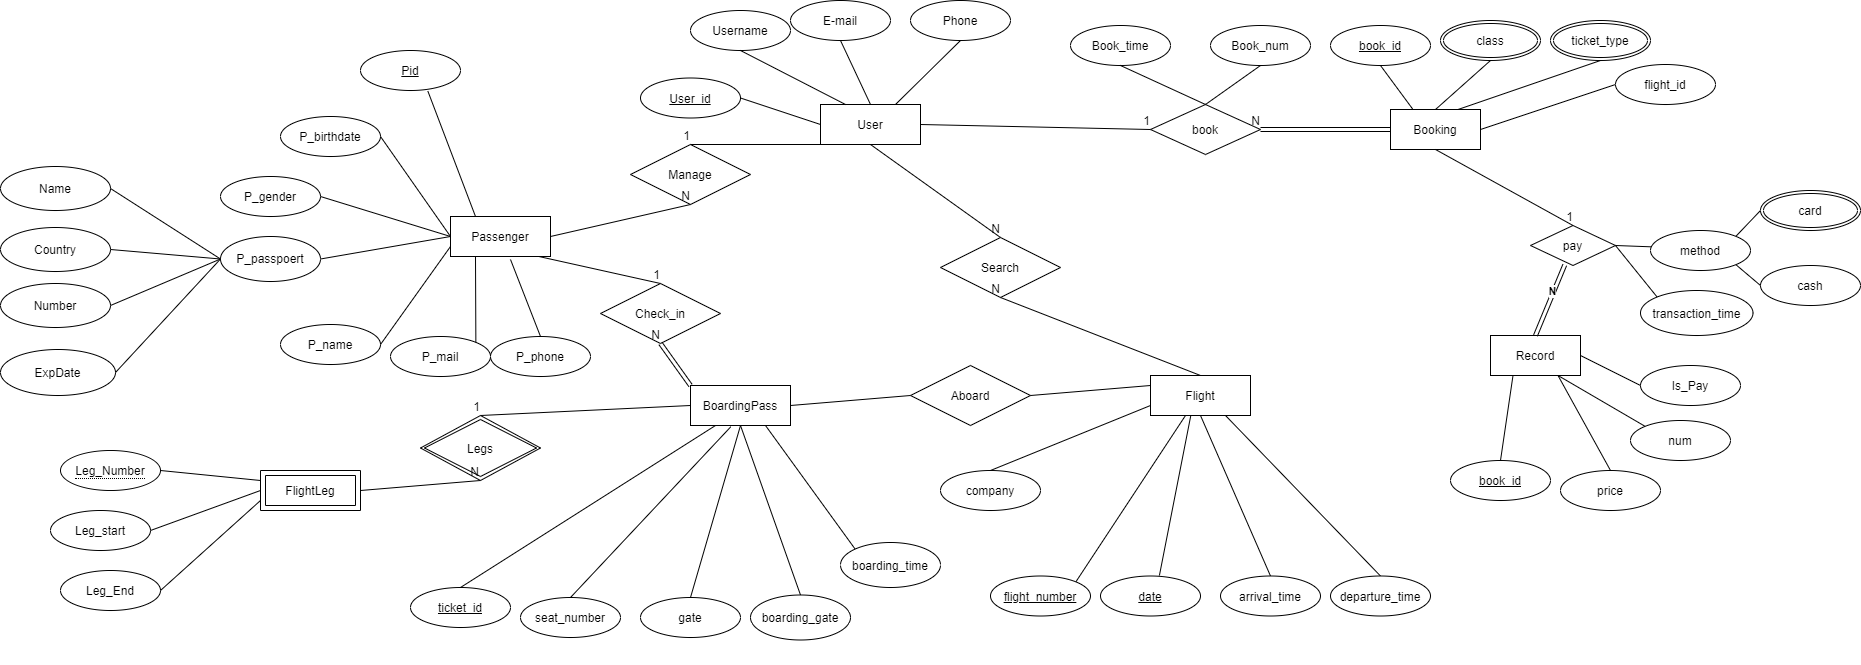 Username
E-mail
Phone
Book_time
Book_num
book_id
class
ticket_type
flight_id
Pid
User_id
User
1
book
N
Booking
P_birthdate
1
Manage
N
Name
P_gender
Country
P_passpoert
Passenger
Number
ExpDate
P_name
P_mail
P_phone
N
Search
N
1
Check_in
N
1
pay
N
method
card
cash
transaction_time
Record
Is_Pay
num
book_id
price
BoardingPass
Aboard
Flight
1
Legs
N
Leg_Number
FlightLeg
Leg_start
Leg_End
company
boarding_time
ticket_id
seat_number
gate
boarding_gate
flight_number
date
arrival_time
departure_time